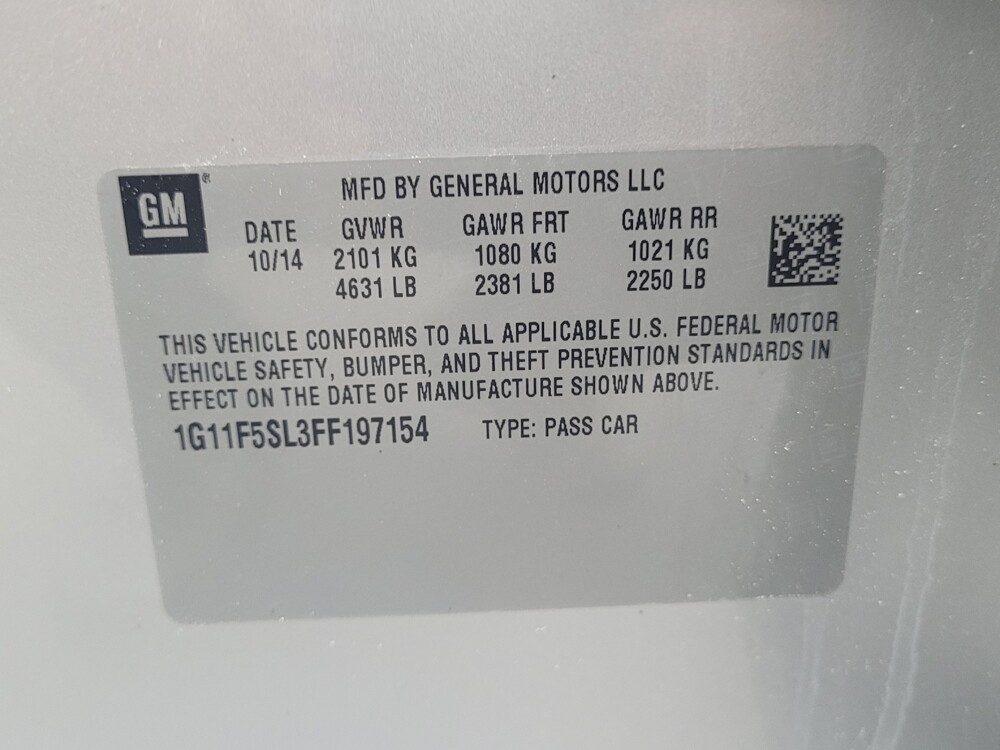 GM®
MFD BY GENERAL MOTORS LLC
DATE GVWR GAWR FRT GAWR RR
10/14 2101 KG 1080 KG 1021 KG
4631 LB 2381 LB 2250 LB
THIS VEHICLE CONFORMS TO ALL APPLICABLE U.S. FEDERAL MOTOR
VEHICLE SAFETY, BUMPER, AND THEFT PREVENTION STANDARDS IN
EFFECT ON THE DATE OF MANUFACTURE SHOWN ABOVE.
1G11F5SL3FF197154 TYPE: PASS CAR